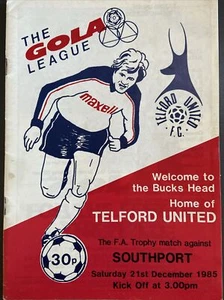 THE
GOLA
LEAGUE
maxell
TELFORD UNITED
F.C.
Welcome to
the Bucks Head
Home of
TELFORD UNITED
The F.A. Trophy match against
SOUTHPORT
Saturday 21st December 1985
Kick Off at 3.00pm
30p